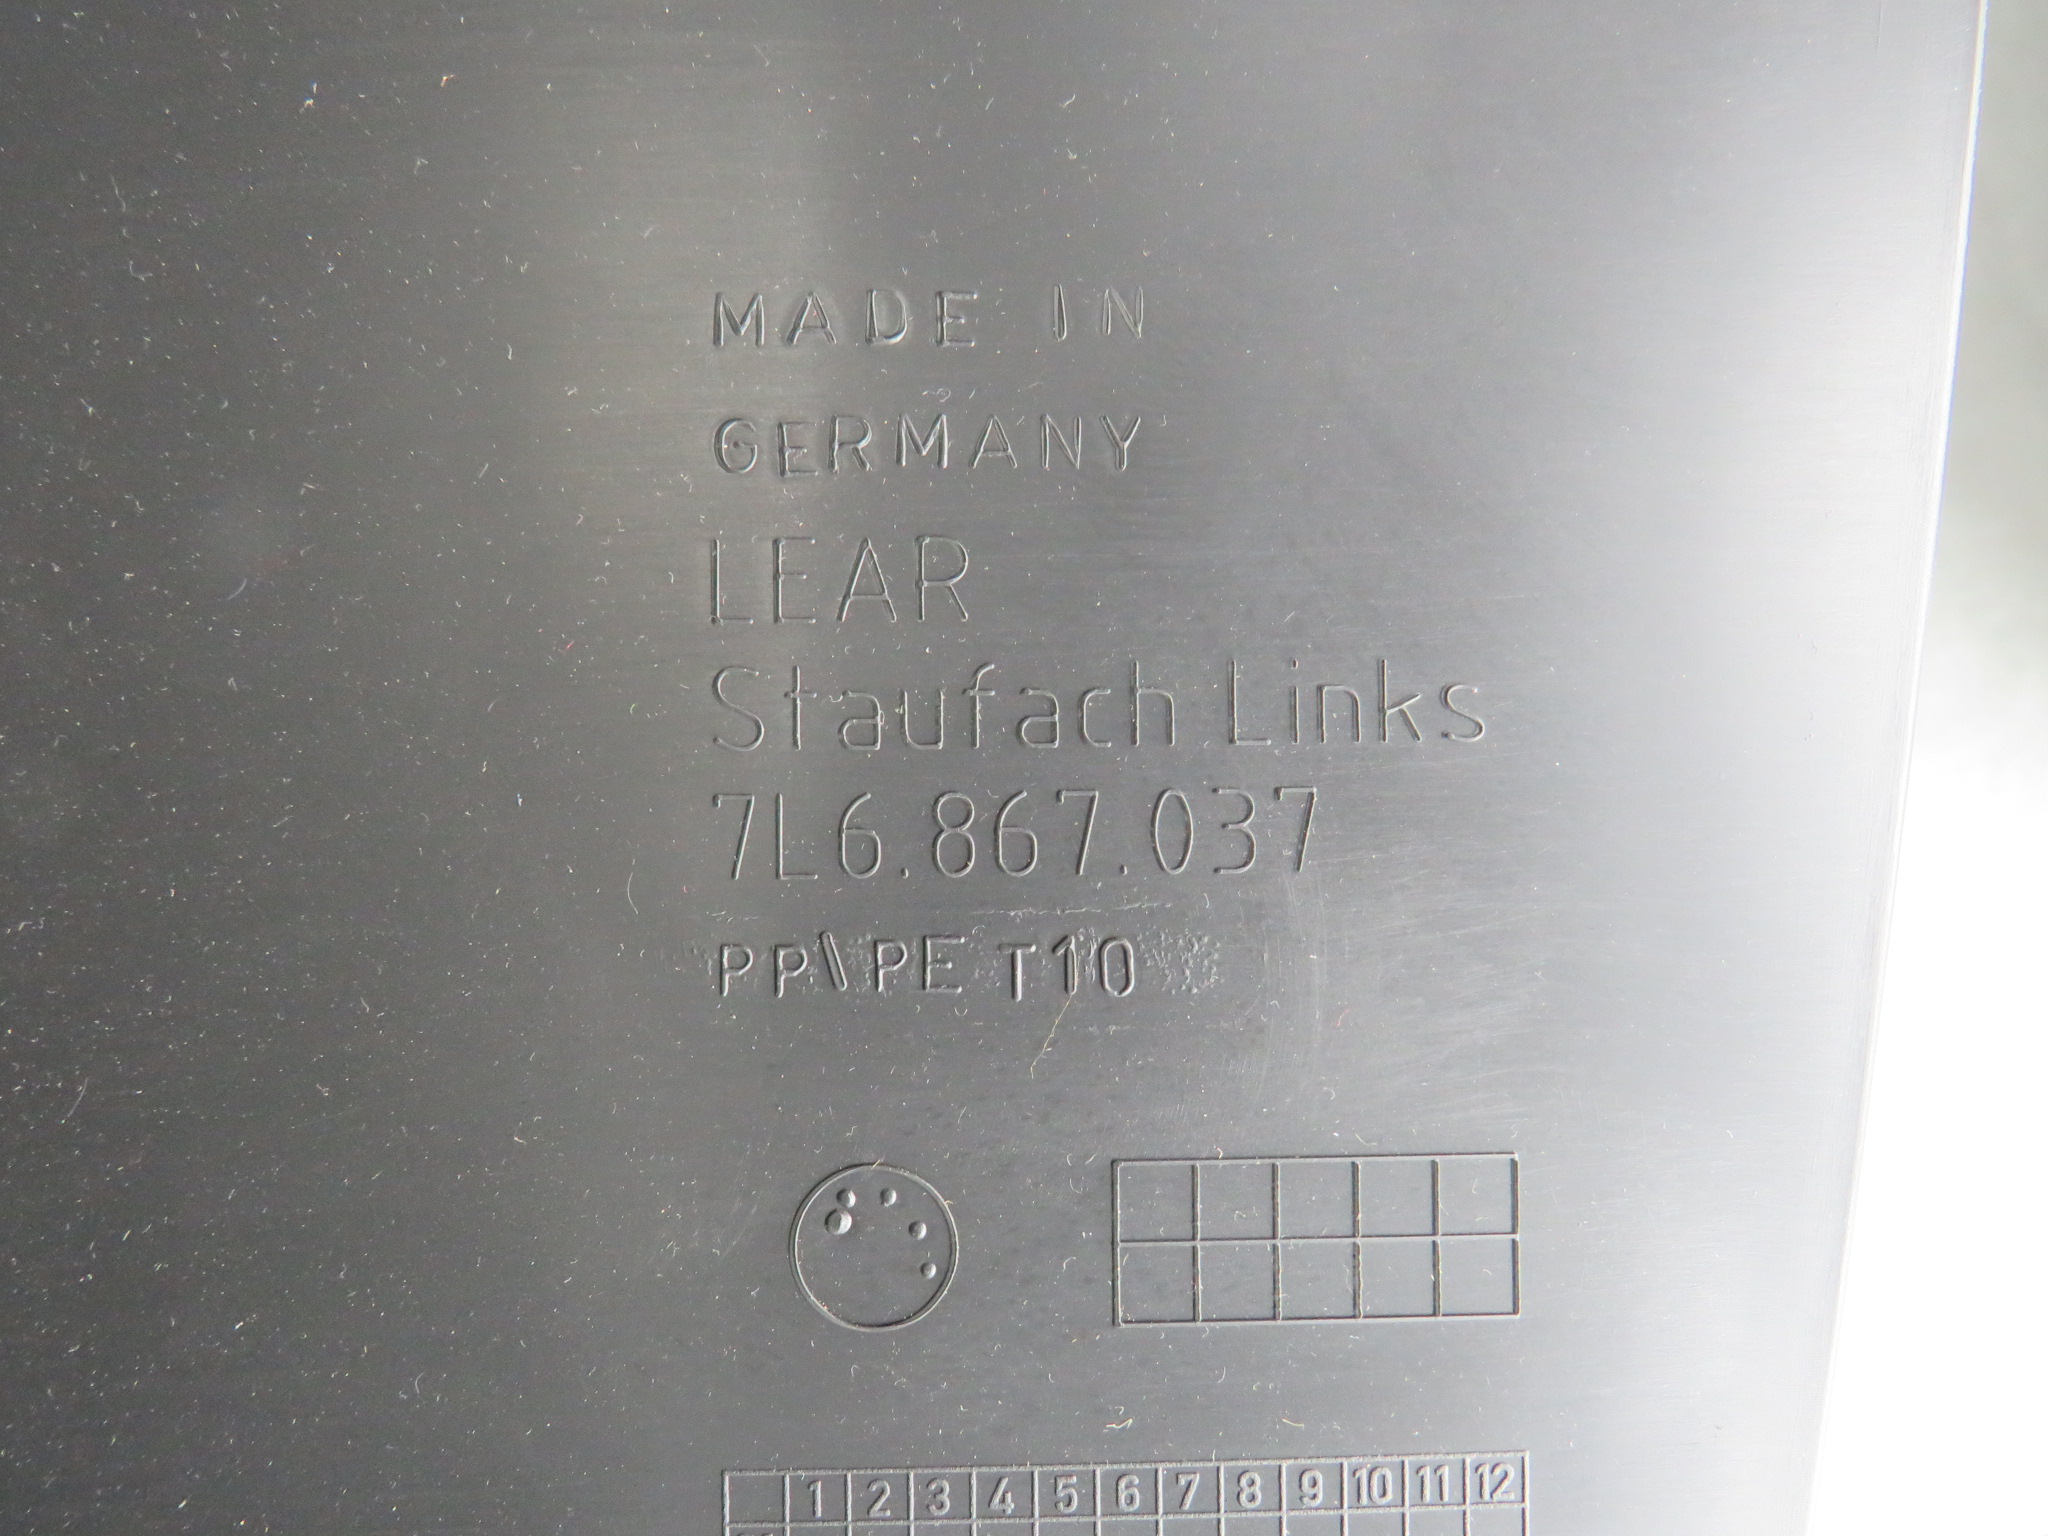 MADE IN
GERMANY
LEAR
Staufach Links
7L6.867.037
PP\PE T10
1 2 3 4 5 6 7 8 9 10 11 12